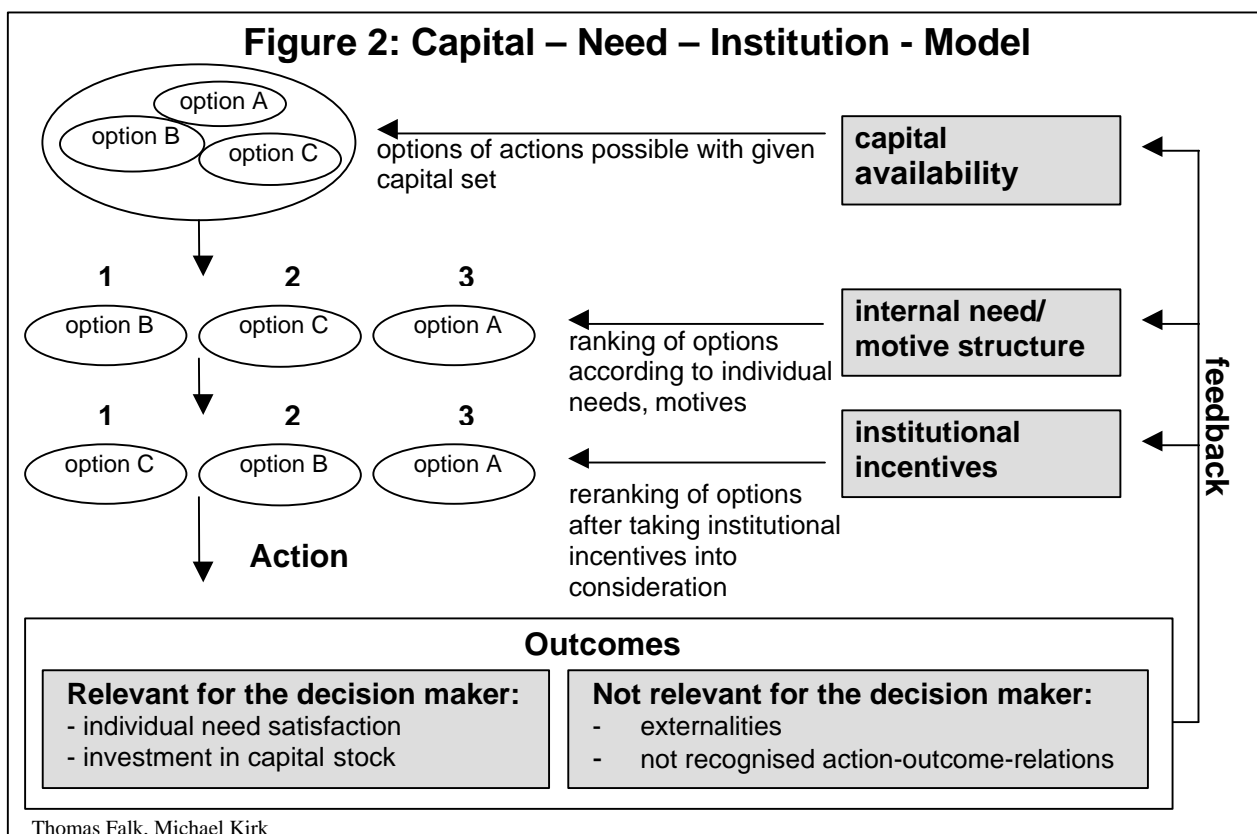 Figure 2: Capital – Need – Institution - Model
option A
option B
option C
options of actions possible with given
capital set
capital
availability
1 2 3
option B option C option A
ranking of options
according to individual
needs, motives
internal need/
motive structure
1 2 3
option C option B option A
reranking of options
after taking institutional
incentives into
consideration
institutional
incentives
feedback
Action
Outcomes
Relevant for the decision maker:
- individual need satisfaction
- investment in capital stock
Not relevant for the decision maker:
- externalities
- not recognised action-outcome-relations
Thomas Falk, Michael Kirk